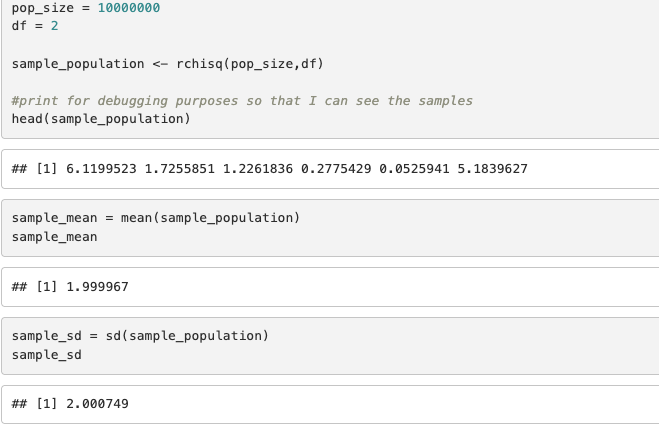 pop_size = 10000000
df = 2
sample_population <- rchisq(pop_size,df)
#print for debugging purposes so that I can see the samples
head(sample_population)
## [1] 6.1199523 1.7255851 1.2261836 0.2775429 0.0525941 5.1839627
sample_mean = mean(sample_population)
sample_mean
## [1] 1.999967
sample_sd = sd(sample_population)
sample_sd
## [1] 2.000749